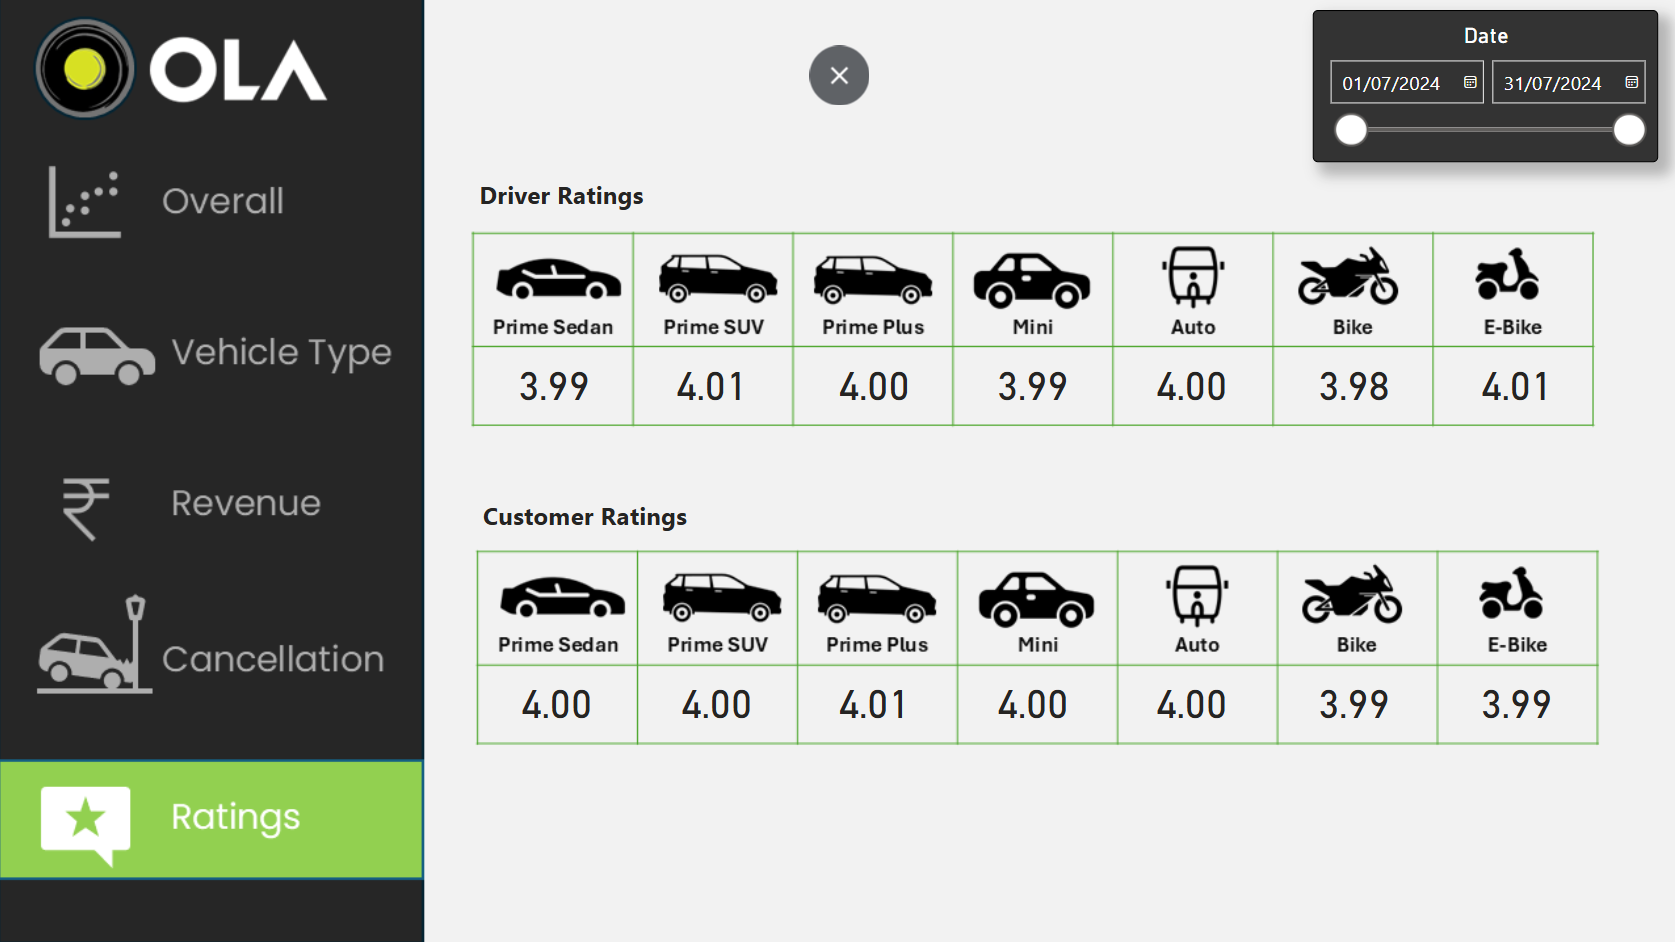 OLA
Date
01/07/2024 31/07/2024
Overall
Vehicle Type
Revenue
Cancellation
Ratings
Driver Ratings
Prime Sedan Prime SUV Prime Plus Mini Auto Bike E-Bike
3.99 4.01 4.00 3.99 4.00 3.98 4.01
Customer Ratings
Prime Sedan Prime SUV Prime Plus Mini Auto Bike E-Bike
4.00 4.00 4.01 4.00 4.00 3.99 3.99